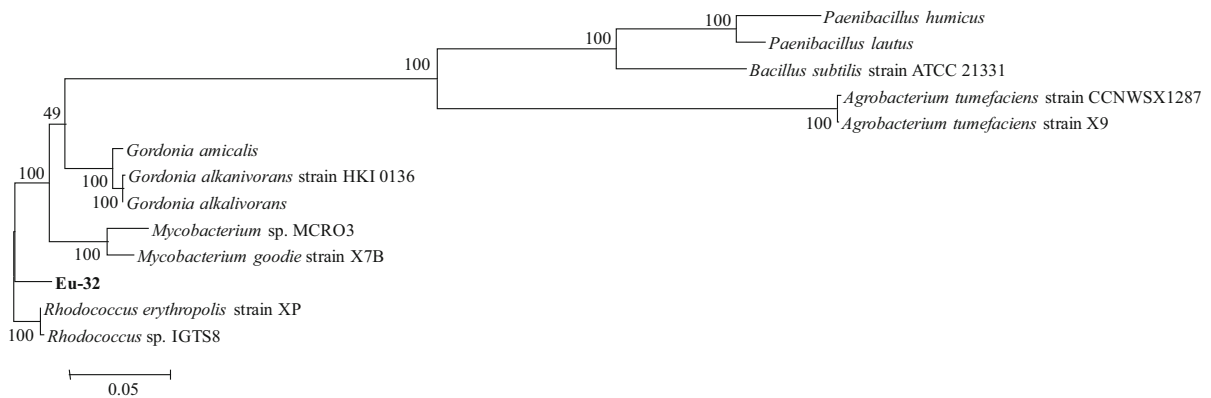 100 Paenibacillus humicus
100 Paenibacillus lautus
100 Bacillus subtilis strain ATCC 21331
Agrobacterium tumefaciens strain CCNWSX1287
49 100 Agrobacterium tumefaciens strain X9
Gordonia amicalis
100 100 Gordonia alkanivorans strain HKI 0136
100 Gordonia alkalivorans
Mycobacterium sp. MCRO3
100 Mycobacterium goodie strain X7B
Eu-32
Rhodococcus erythropolis strain XP
100 Rhodococcus sp. IGTS8
0.05